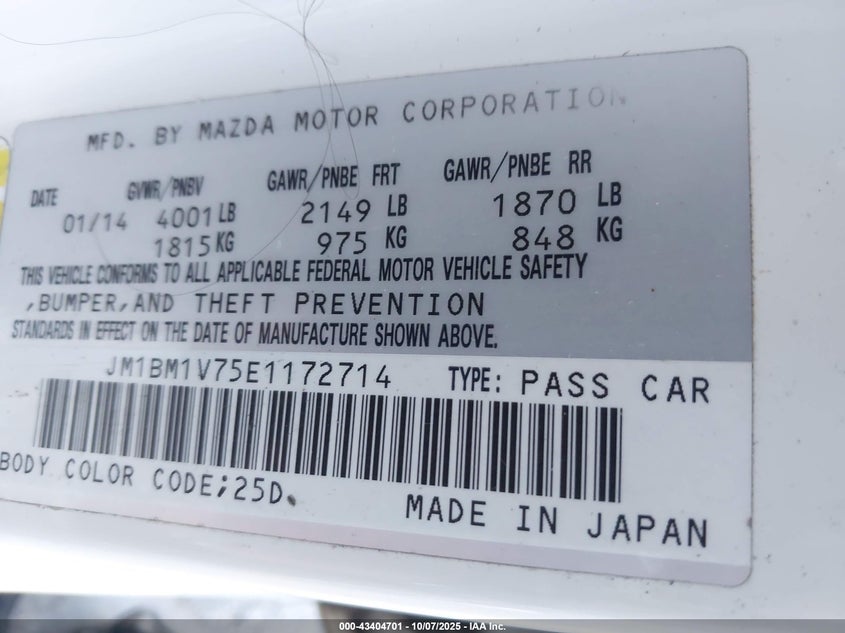 MFD. BY MAZDA MOTOR CORPORATION
DATE GVWR/PNBV GAWR/PNBE FRT GAWR/PNBE RR
01/14 4001 LB 2149 LB 1870 LB
1815 KG 975 KG 848 KG
THIS VEHICLE CONFORMS TO ALL APPLICABLE FEDERAL MOTOR VEHICLE SAFETY
,BUMPER,AND THEFT PREVENTION
STANDARDS IN EFFECT ON THE DATE OF MANUFACTURE SHOWN ABOVE.
JM1BM1V75E1172714 TYPE: PASS CAR
BODY COLOR CODE;25D.
MADE IN JAPAN
000-43404701 - 10/07/2025 - IAA Inc.